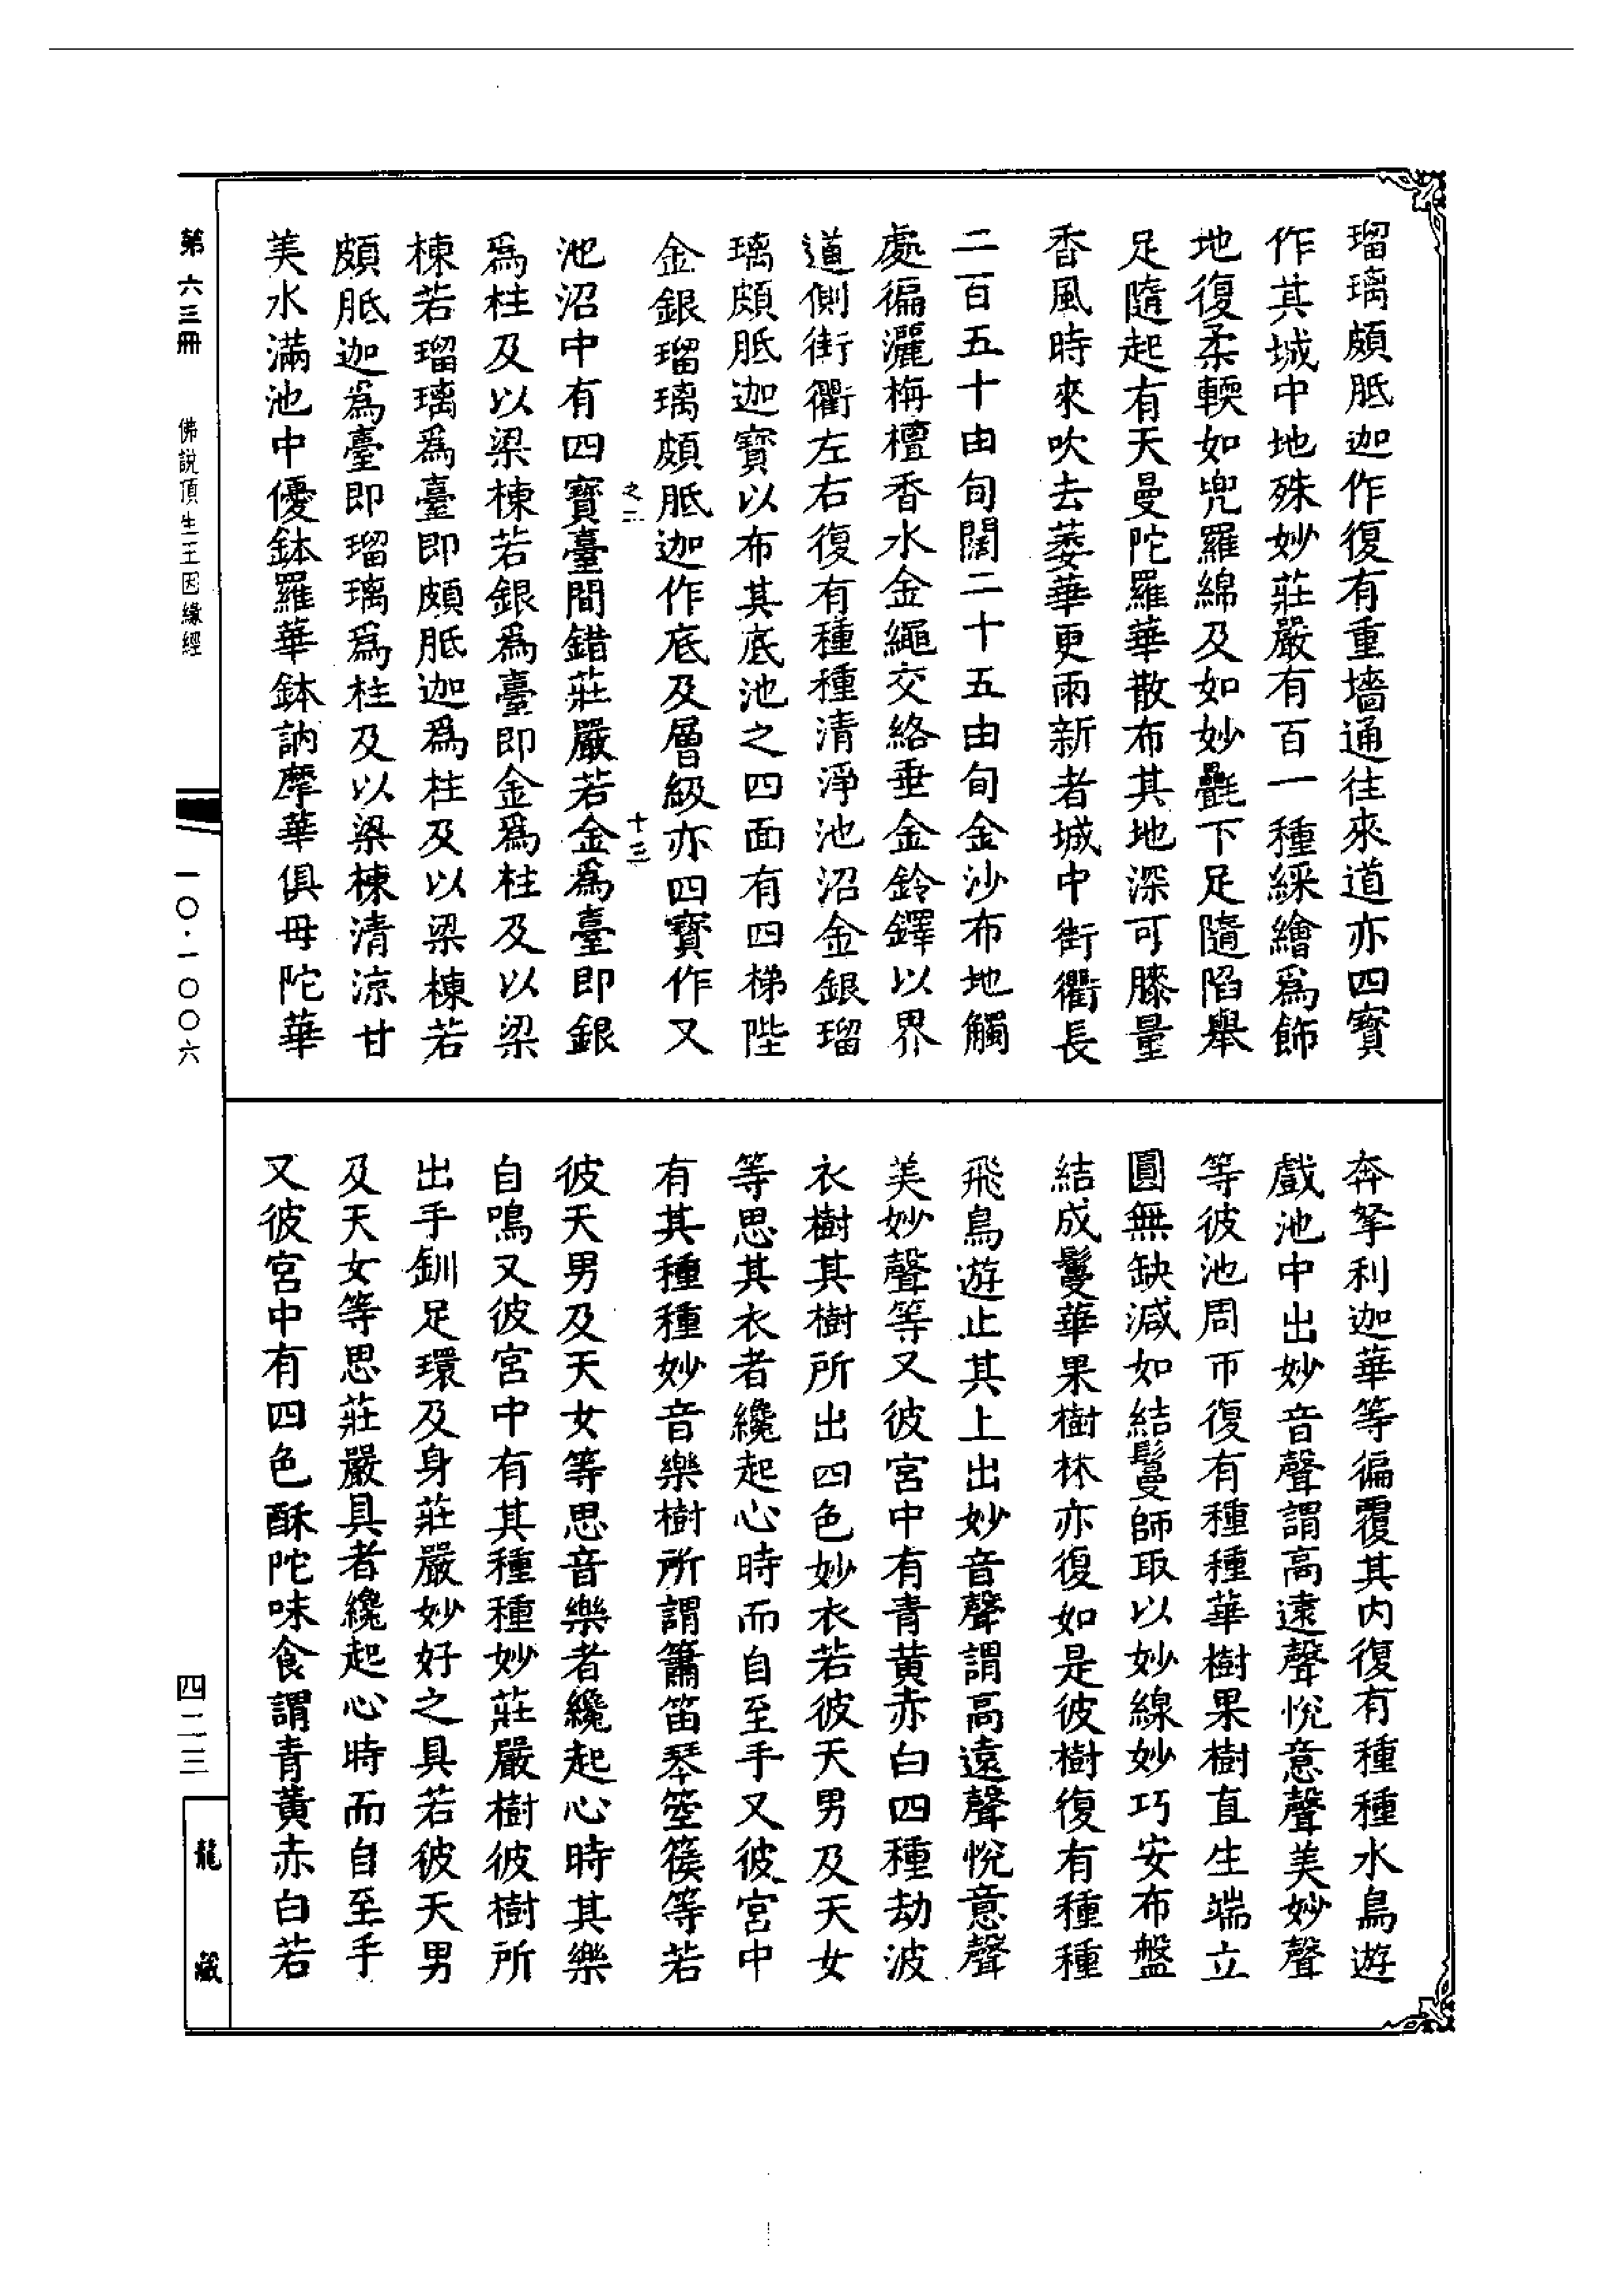 瑠璃頗胝迦作復有重墻通往來道亦四寳
作其城中地殊妙莊嚴有百一種綵繪爲飾
地復柔輭如兜羅綿及如妙㲲下足隨陷舉
足隨起有天曼陀羅華散布其地深可膝量
香風時來吹去萎華更雨新者城中街衢長
二百五十由旬闊二十五由旬金沙布地觸
處徧灑栴檀香水金繩交絡垂金鈴鐸以界
道側街衢左右復有種種清淨池沼金銀瑠
璃頗胝迦寳以布其底池之四面有四梯陛
金銀瑠璃頗胝迦作底及層級亦四寳作又
之二 十三
池沼中有四寳臺間錯莊嚴若金爲臺即銀
爲柱及以梁棟若銀爲臺即金爲柱及以梁
棟若瑠璃爲臺即頗胝迦爲柱及以梁棟若
頗胝迦爲臺即瑠璃爲柱及以梁棟清涼甘
美水滿池中優鉢羅華鉢訥摩華俱母陀華
奔拏利迦華等徧覆其内復有種種水鳥遊
戲池中出妙音聲謂高遠聲悅意聲美妙聲
等彼池周帀復有種種華樹果樹直生端立
圓無缺減如結鬘師取以妙線妙巧安布盤
結成鬘華果樹林亦復如是彼樹復有種種
飛鳥遊止其上出妙音聲謂高遠聲悅意聲
美妙聲等又彼宮中有青黄赤白四種劫波
衣樹其樹所出四色妙衣若彼天男及天女
等思其衣者纔起心時而自至手又彼宮中
有其種種妙音樂樹所謂簫笛琴箜篌等若
彼天男及天女等思音樂者纔起心時其樂
自鳴又彼宮中有其種種妙莊嚴樹彼樹所
出手釧足環及身莊嚴妙好之具若彼天男
及天女等思莊嚴具者纔起心時而自至手
又彼宮中有四色酥陀味食謂青黄赤白若
第六三冊 佛説頂生王因緣經 一〇·一〇〇六
四二三
龍藏